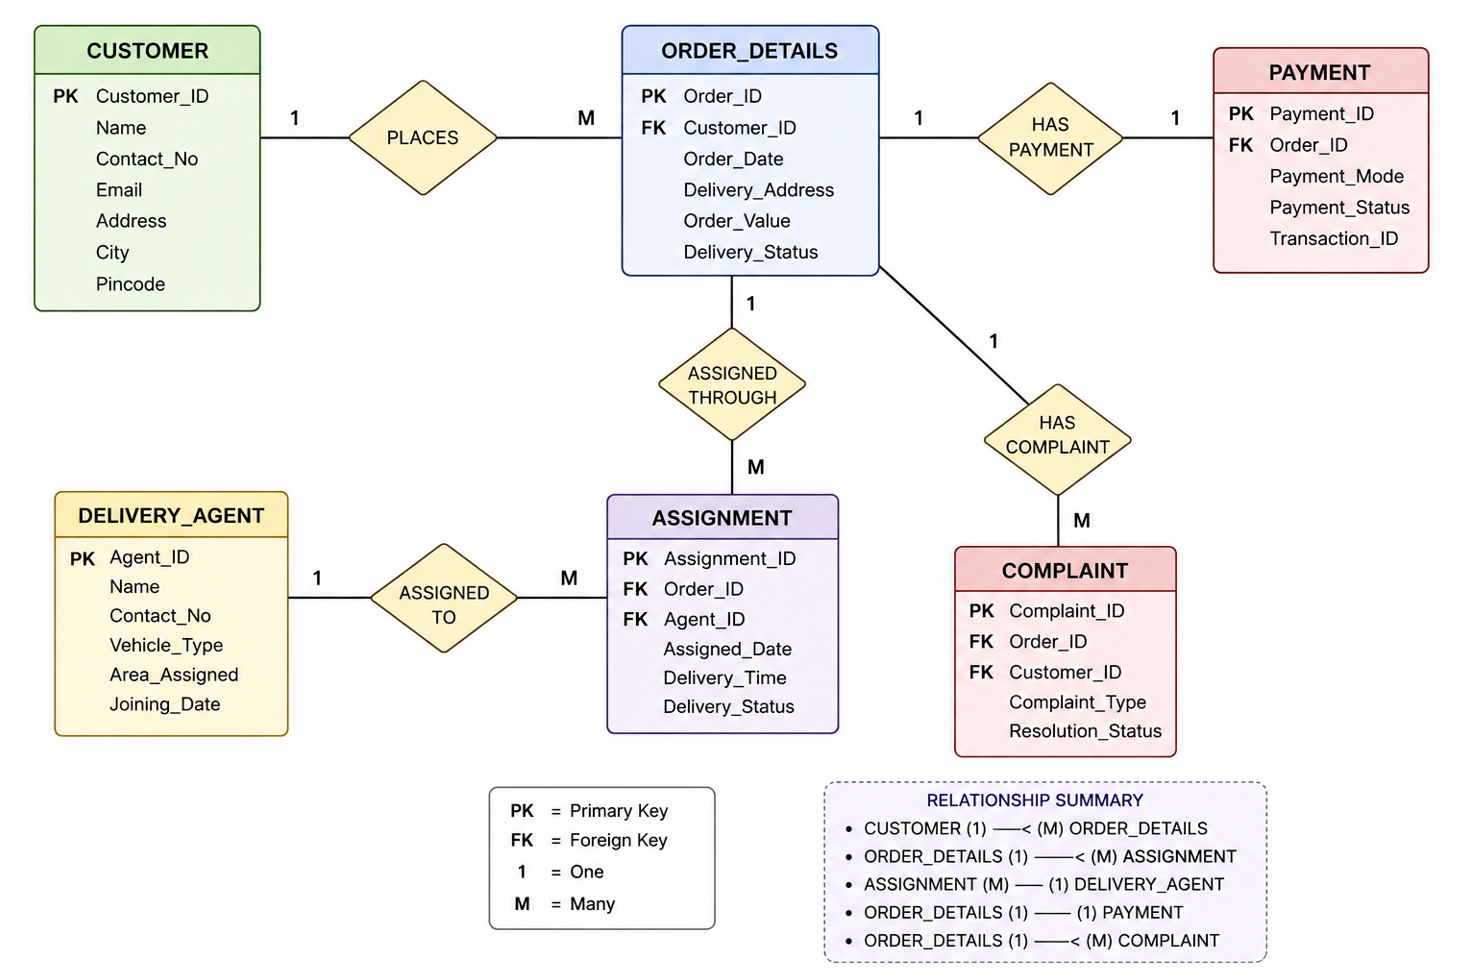 CUSTOMER
PK Customer_ID
Name
Contact_No
Email
Address
City
Pincode
1
PLACES
M
ORDER_DETAILS
PK Order_ID
FK Customer_ID
Order_Date
Delivery_Address
Order_Value
Delivery_Status
1
HAS
PAYMENT
1
PAYMENT
PK Payment_ID
FK Order_ID
Payment_Mode
Payment_Status
Transaction_ID
1
ASSIGNED
THROUGH
M
1
HAS
COMPLAINT
M
DELIVERY_AGENT
PK Agent_ID
Name
Contact_No
Vehicle_Type
Area_Assigned
Joining_Date
1
ASSIGNED
TO
M
ASSIGNMENT
PK Assignment_ID
FK Order_ID
FK Agent_ID
Assigned_Date
Delivery_Time
Delivery_Status
COMPLAINT
PK Complaint_ID
FK Order_ID
FK Customer_ID
Complaint_Type
Resolution_Status
PK = Primary Key
FK = Foreign Key
1 = One
M = Many
RELATIONSHIP SUMMARY
• CUSTOMER (1) ——< (M) ORDER_DETAILS
• ORDER_DETAILS (1) ——< (M) ASSIGNMENT
• ASSIGNMENT (M) —— (1) DELIVERY_AGENT
• ORDER_DETAILS (1) —— (1) PAYMENT
• ORDER_DETAILS (1) ——< (M) COMPLAINT